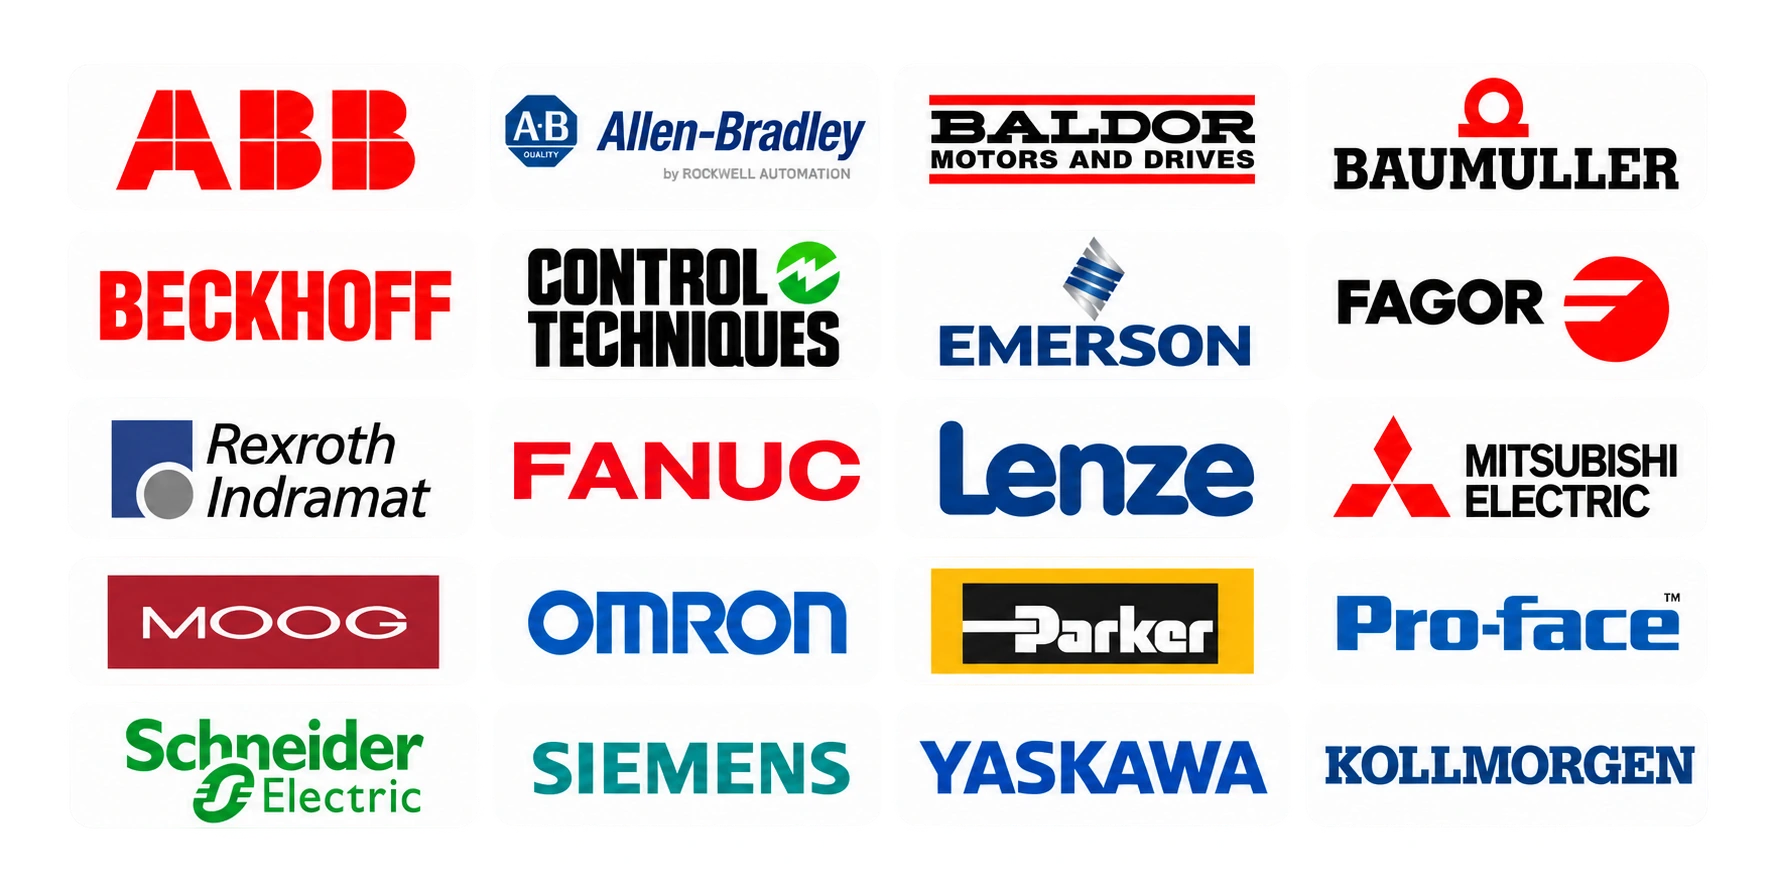 ABB
A·B
QUALITY
Allen-Bradley
by ROCKWELL AUTOMATION
BALDOR
MOTORS AND DRIVES
BAUMULLER
BECKHOFF
CONTROL
TECHNIQUES
EMERSON
FAGOR
Rexroth
Indramat
FANUC
Lenze
MITSUBISHI
ELECTRIC
MOOG
OMRON
Parker
Pro-face™
Schneider
Electric
SIEMENS
YASKAWA
KOLLMORGEN